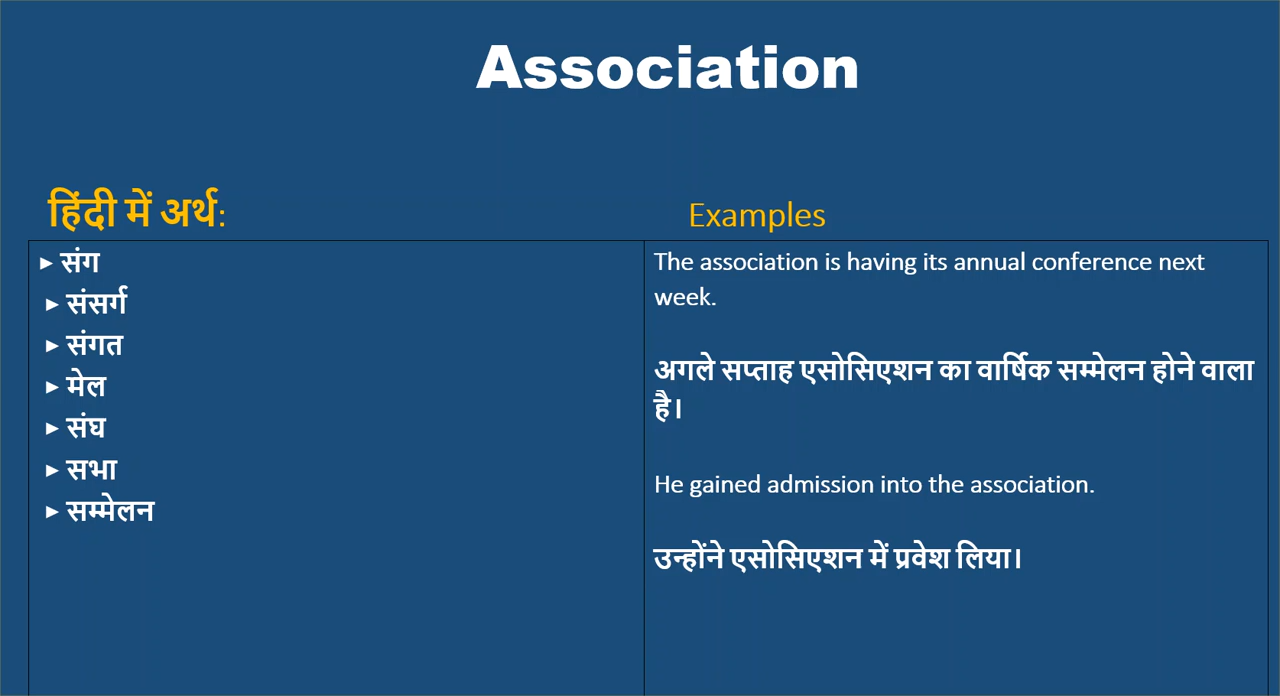 Association
हिंदी में अर्थ:
► संग
► संसर्ग
► संगत
► मेल
► संघ
► सभा
► सम्मेलन
Examples
The association is having its annual conference next
week.
अगले सप्ताह एसोसिएशन का वार्षिक सम्मेलन होने वाला
है।
He gained admission into the association.
उन्होंने एसोसिएशन में प्रवेश लिया।